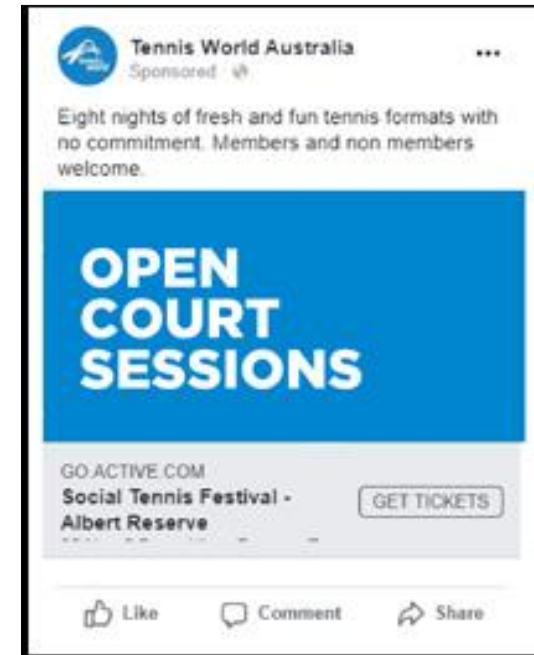 Tennis World Australia
Sponsored
Eight nights of fresh and fun tennis formats with
no commitment. Members and non members
welcome.
OPEN
COURT
SESSIONS
GO.ACTIVE.COM
Social Tennis Festival -
Albert Reserve
GET TICKETS
Like Comment Share